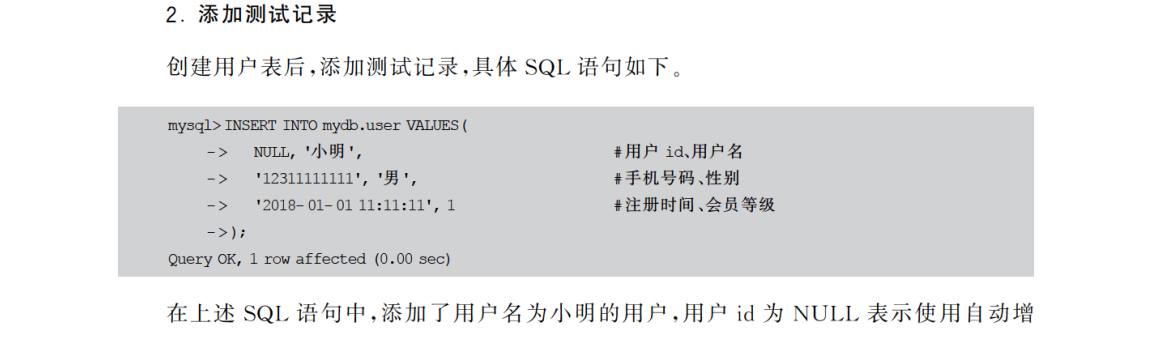 2. 添加测试记录
创建用户表后,添加测试记录,具体 SQL 语句如下。
mysql> INSERT INTO mydb.user VALUES(
-> NULL, '小明', #用户 id、用户名
-> '12311111111', '男', #手机号码、性别
-> '2018-01-01 11:11:11', 1 #注册时间、会员等级
->);
Query OK, 1 row affected (0.00 sec)
在上述 SQL 语句中,添加了用户名为小明的用户,用户 id 为 NULL 表示使用自动增